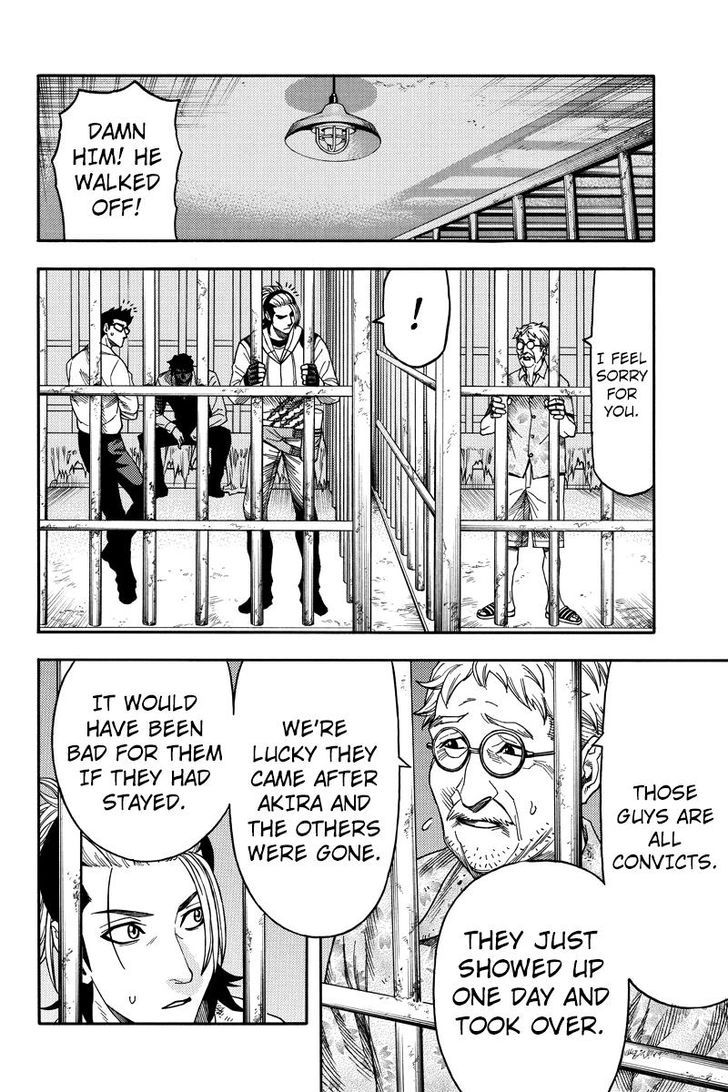 DAMN
HIM! HE
WALKED
OFF!
I FEEL
SORRY
FOR
YOU.
!
THOSE
GUYS ARE
ALL
CONVICTS.
THEY JUST
SHOWED UP
ONE DAY AND
TOOK OVER.
WE'RE
LUCKY THEY
CAME AFTER
AKIRA AND
THE OTHERS
WERE GONE.
IT WOULD
HAVE BEEN
BAD FOR THEM
IF THEY HAD
STAYED.